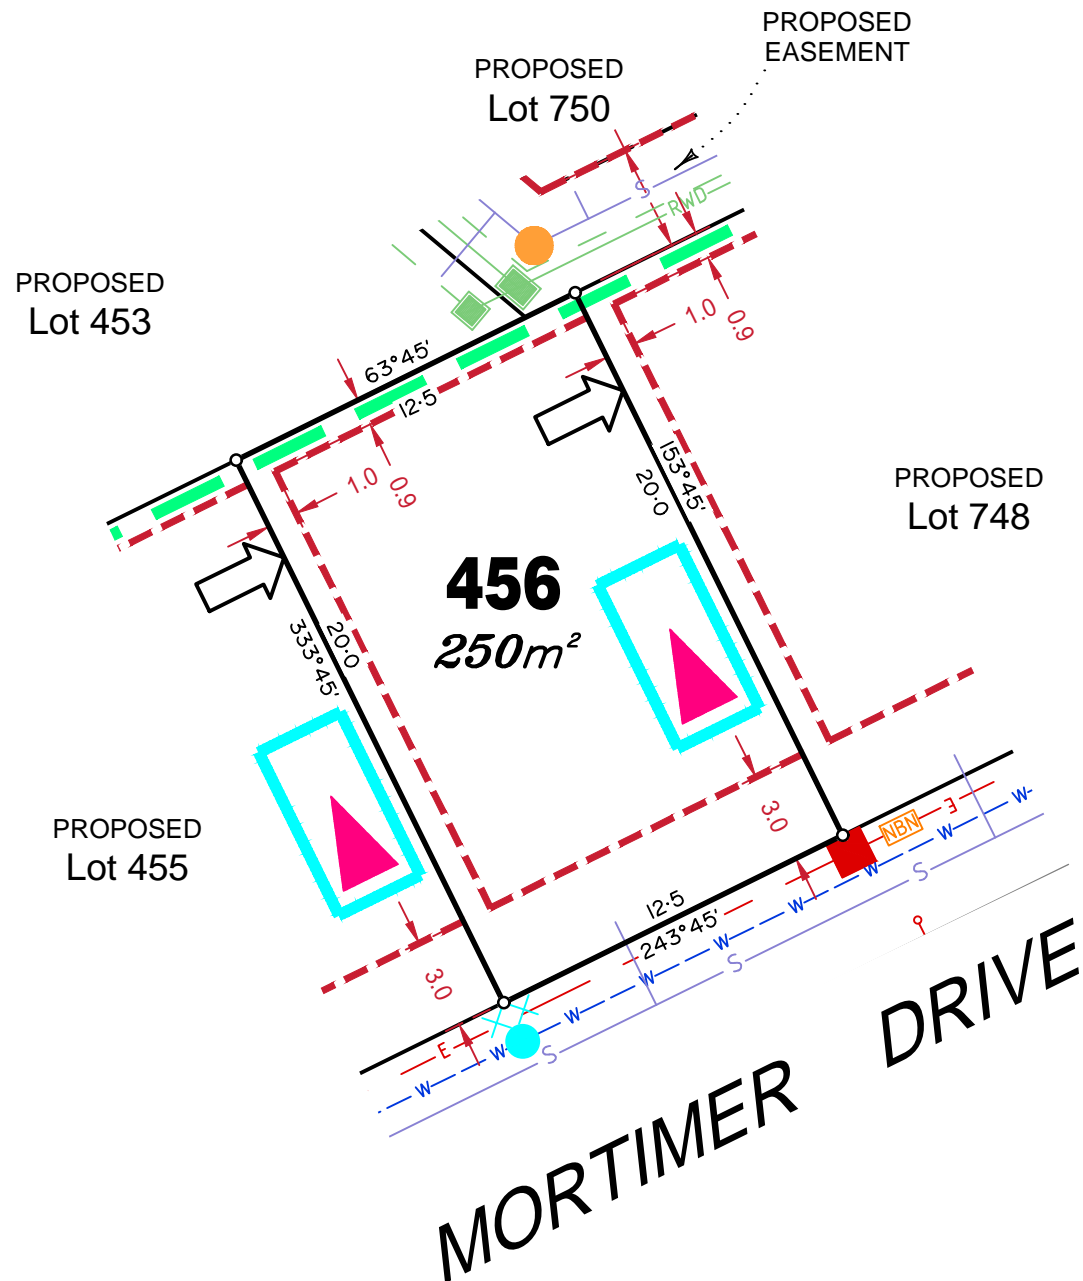 PROPOSED
EASEMENT
PROPOSED
Lot 750
S
RWD
PROPOSED
Lot 453
63°45'
12·5
1.0
0.9
1.0
0.9
153°45'
20·0
PROPOSED
Lot 748
456
250m²
20·0
333°45'
PROPOSED
Lot 455
3.0
3.0
12·5
243°45'
E
NBN
W
W
W
W
W
W
W
W
W
S
S
S
E
MORTIMER DRIVE